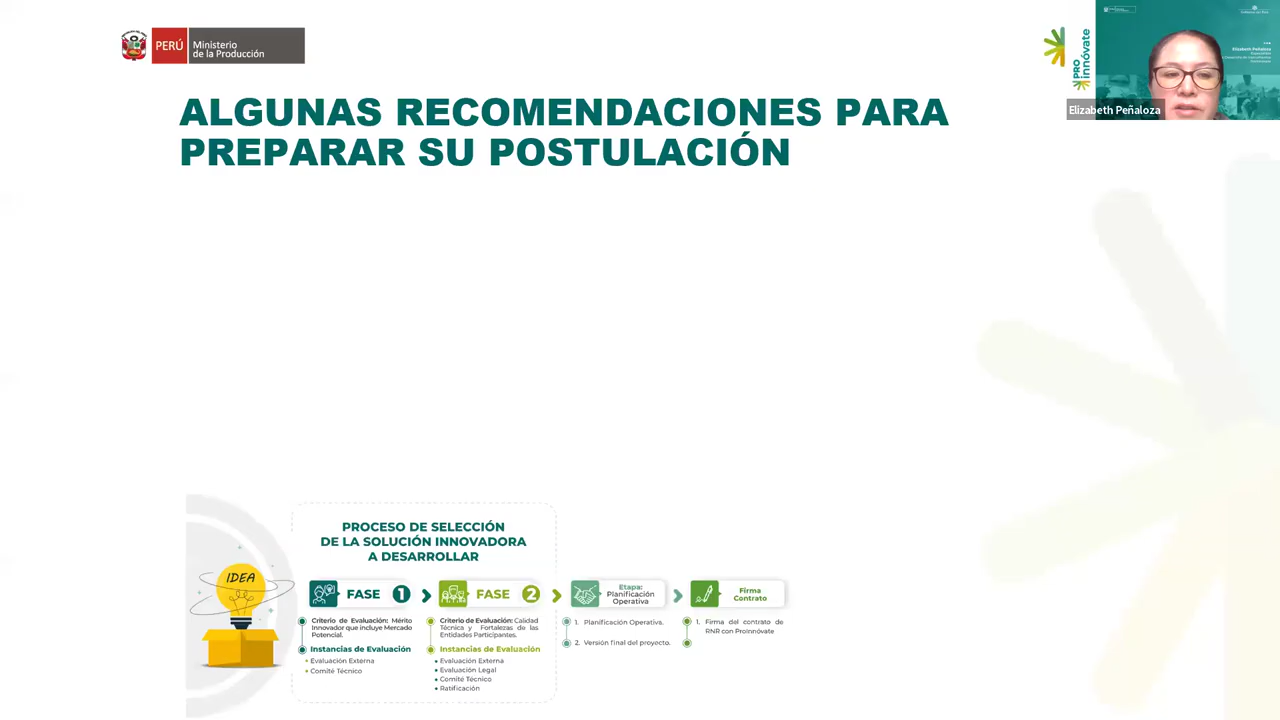 PERÚ
Ministerio
de la Producción
PRO
innóvate
Elizabeth Peñaloza
Elizabeth Peñaloza
ALGUNAS RECOMENDACIONES PARA
PREPARAR SU POSTULACIÓN
PROCESO DE SELECCIÓN
DE LA SOLUCIÓN INNOVADORA
A DESARROLLAR
IDEA
FASE 1
Criterio de Evaluación: Mérito
Innovador que incluye Mercado
Potencial.
Instancias de Evaluación
Evaluación Externa
Comité Técnico
FASE 2
Criterio de Evaluación: Calidad
Técnica y Fortalezas de las
Entidades Participantes.
Instancias de Evaluación
Evaluación Externa
Evaluación Legal
Comité Técnico
Ratificación
Etapa:
Planificación
Operativa
1. Planificación Operativa.
2. Versión final del proyecto.
Firma
Contrato
1. Firma del contrato de
RNR con ProInnóvate